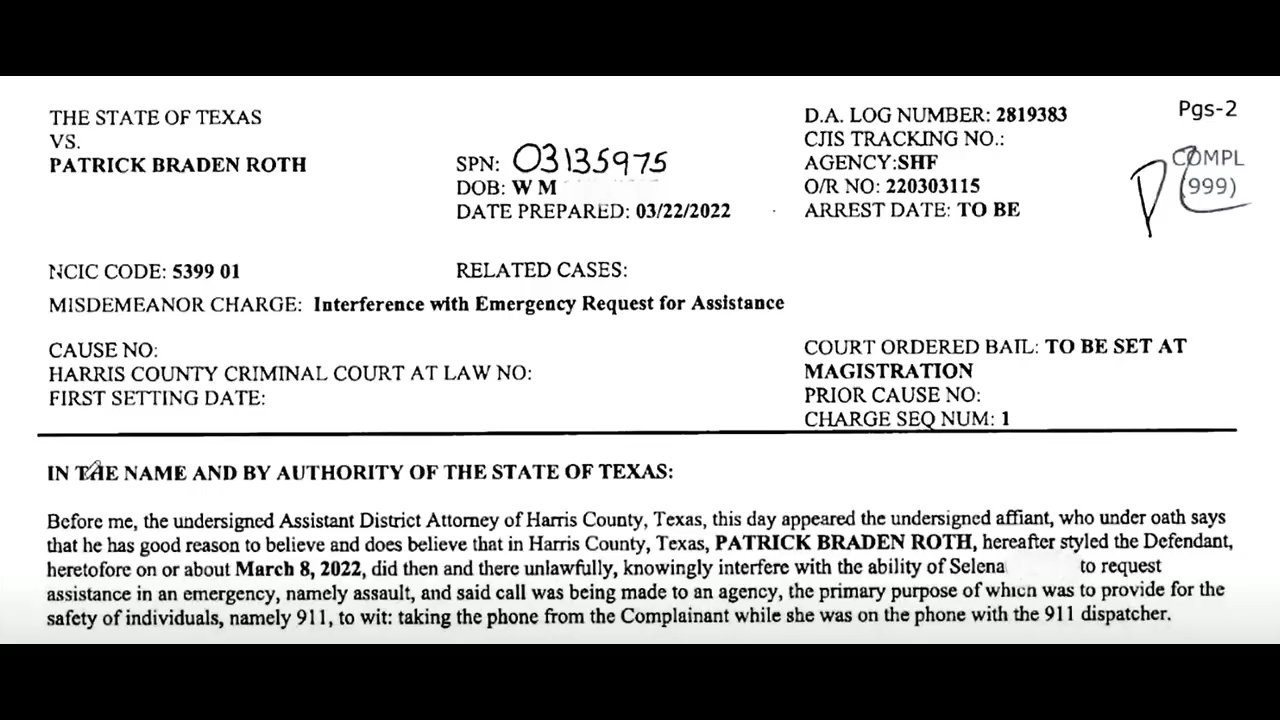 THE STATE OF TEXAS
VS.
PATRICK BRADEN ROTH
SPN: 03135975
DOB: W M
DATE PREPARED: 03/22/2022
D.A. LOG NUMBER: 2819383
CJIS TRACKING NO.:
AGENCY:SHF
O/R NO: 220303115
ARREST DATE: TO BE
Pgs-2
COMPL
(999)
NCIC CODE: 5399 01
RELATED CASES:
MISDEMEANOR CHARGE: Interference with Emergency Request for Assistance
CAUSE NO:
HARRIS COUNTY CRIMINAL COURT AT LAW NO:
FIRST SETTING DATE:
COURT ORDERED BAIL: TO BE SET AT
MAGISTRATION
PRIOR CAUSE NO:
CHARGE SEQ NUM: 1
IN THE NAME AND BY AUTHORITY OF THE STATE OF TEXAS:
Before me, the undersigned Assistant District Attorney of Harris County, Texas, this day appeared the undersigned affiant, who under oath says
that he has good reason to believe and does believe that in Harris County, Texas, PATRICK BRADEN ROTH, hereafter styled the Defendant,
heretofore on or about March 8, 2022, did then and there unlawfully, knowingly interfere with the ability of Selena to request
assistance in an emergency, namely assault, and said call was being made to an agency, the primary purpose of which was to provide for the
safety of individuals, namely 911, to wit: taking the phone from the Complainant while she was on the phone with the 911 dispatcher.